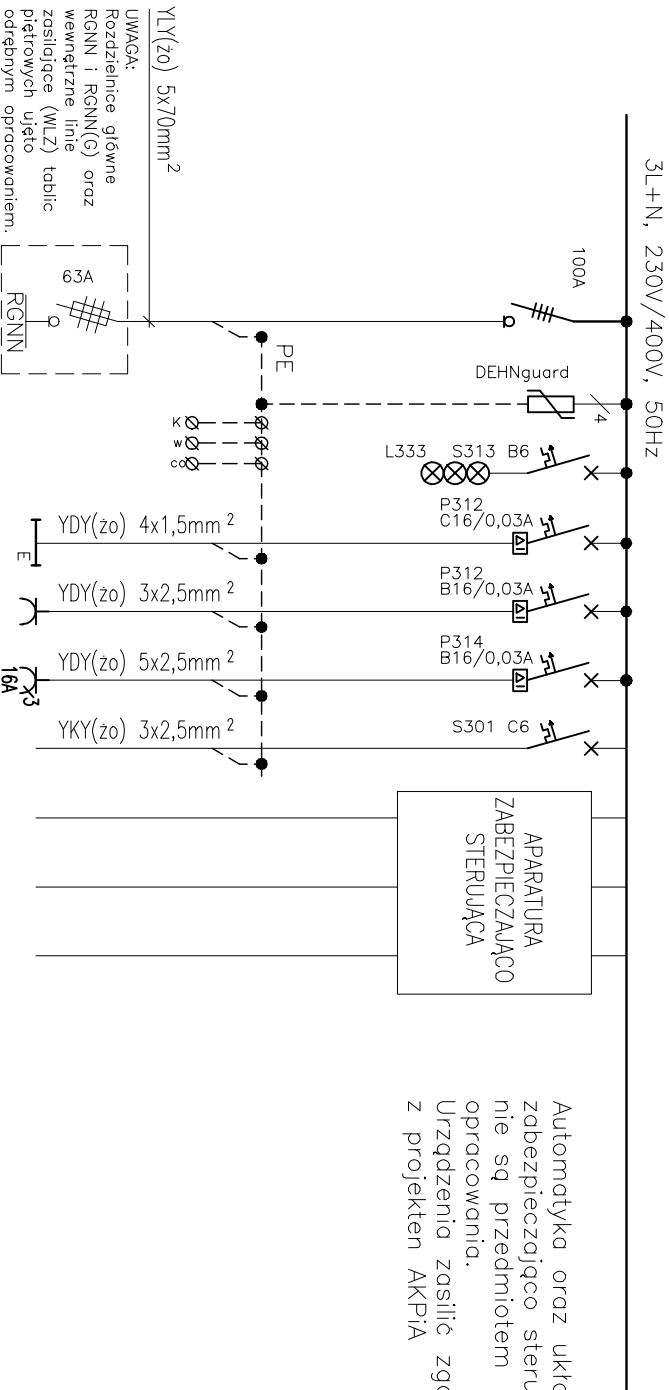 3L+N, 230V/400V, 50Hz
100A
DEHNguard
4
L333 S313 B6
P312
C16/0,03A
P312
B16/0,03A
P314
B16/0,03A
S301 C6
PE
K
w
co
YDY(żo) 4x1,5mm²
YDY(żo) 3x2,5mm²
YDY(żo) 5x2,5mm²
YKY(żo) 3x2,5mm²
E
x3
16A
YLY(żo) 5x70mm²
UWAGA:
Rozdzielnice główne
RGNN i RGNN(G) oraz
wewnętrzne linie
zasilające (WLZ) tablic
piętrowych ujęto
odrębnym opracowaniem.
63A
RGNN
APARATURA
ZABEZPIECZAJĄCO
STERUJĄCA
Automatyka oraz ukło
zabezpieczająco steru
nie są przedmiotem
opracowania.
Urządzenia zasilić zgo
z projekten AKPiA